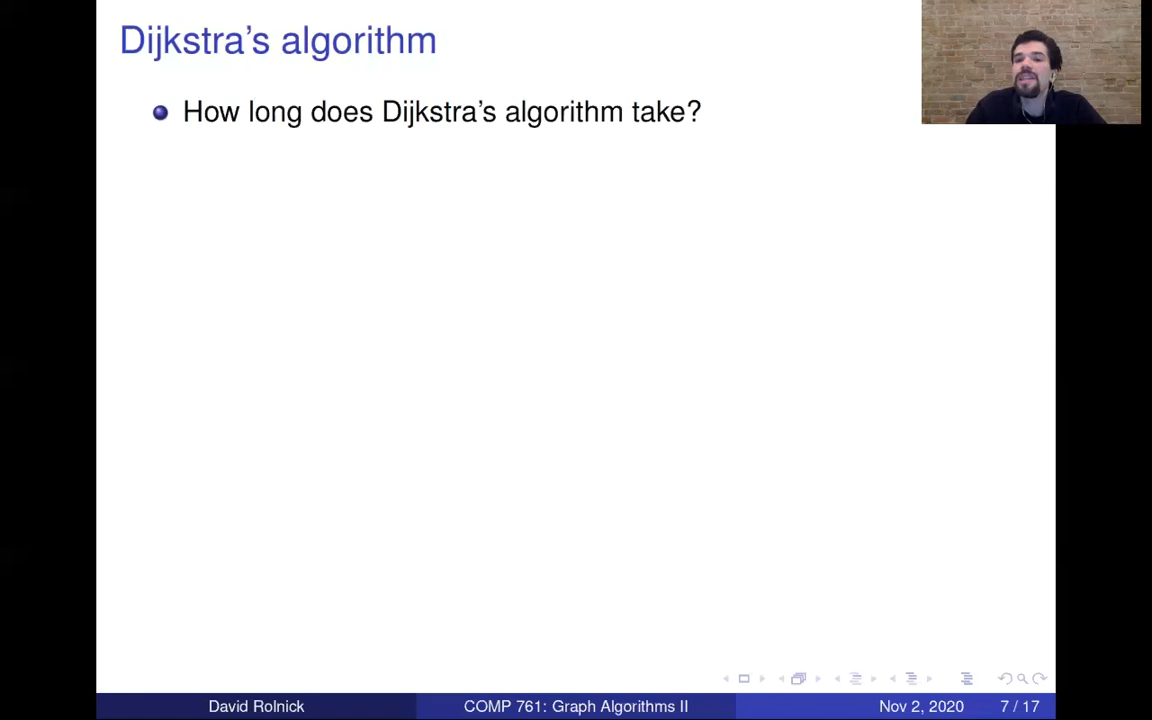 Dijkstra's algorithm
How long does Dijkstra's algorithm take?
David Rolnick
COMP 761: Graph Algorithms II
Nov 2, 2020
7 / 17